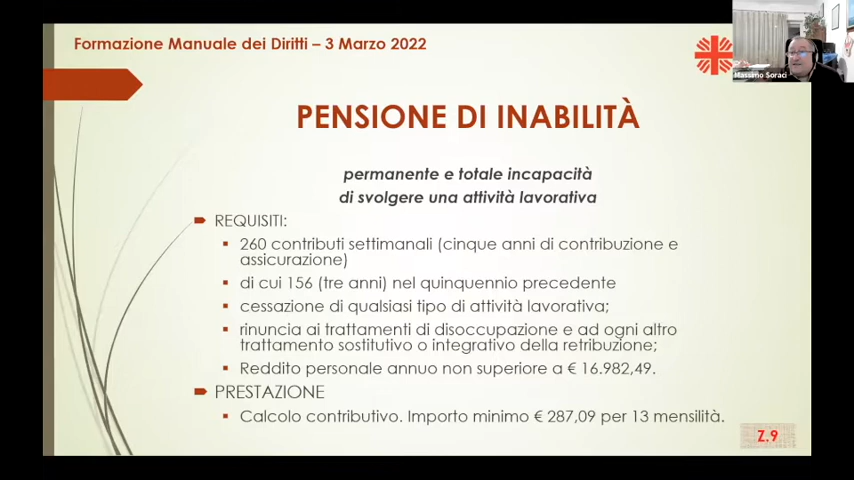 Formazione Manuale dei Diritti – 3 Marzo 2022
Massimo Soraci
PENSIONE DI INABILITÀ
permanente e totale incapacità
di svolgere una attività lavorativa
REQUISITI:
260 contributi settimanali (cinque anni di contribuzione e
assicurazione)
di cui 156 (tre anni) nel quinquennio precedente
cessazione di qualsiasi tipo di attività lavorativa;
rinuncia ai trattamenti di disoccupazione e ad ogni altro
trattamento sostitutivo o integrativo della retribuzione;
Reddito personale annuo non superiore a € 16.982,49.
PRESTAZIONE
Calcolo contributivo. Importo minimo € 287,09 per 13 mensilità.
Z.9